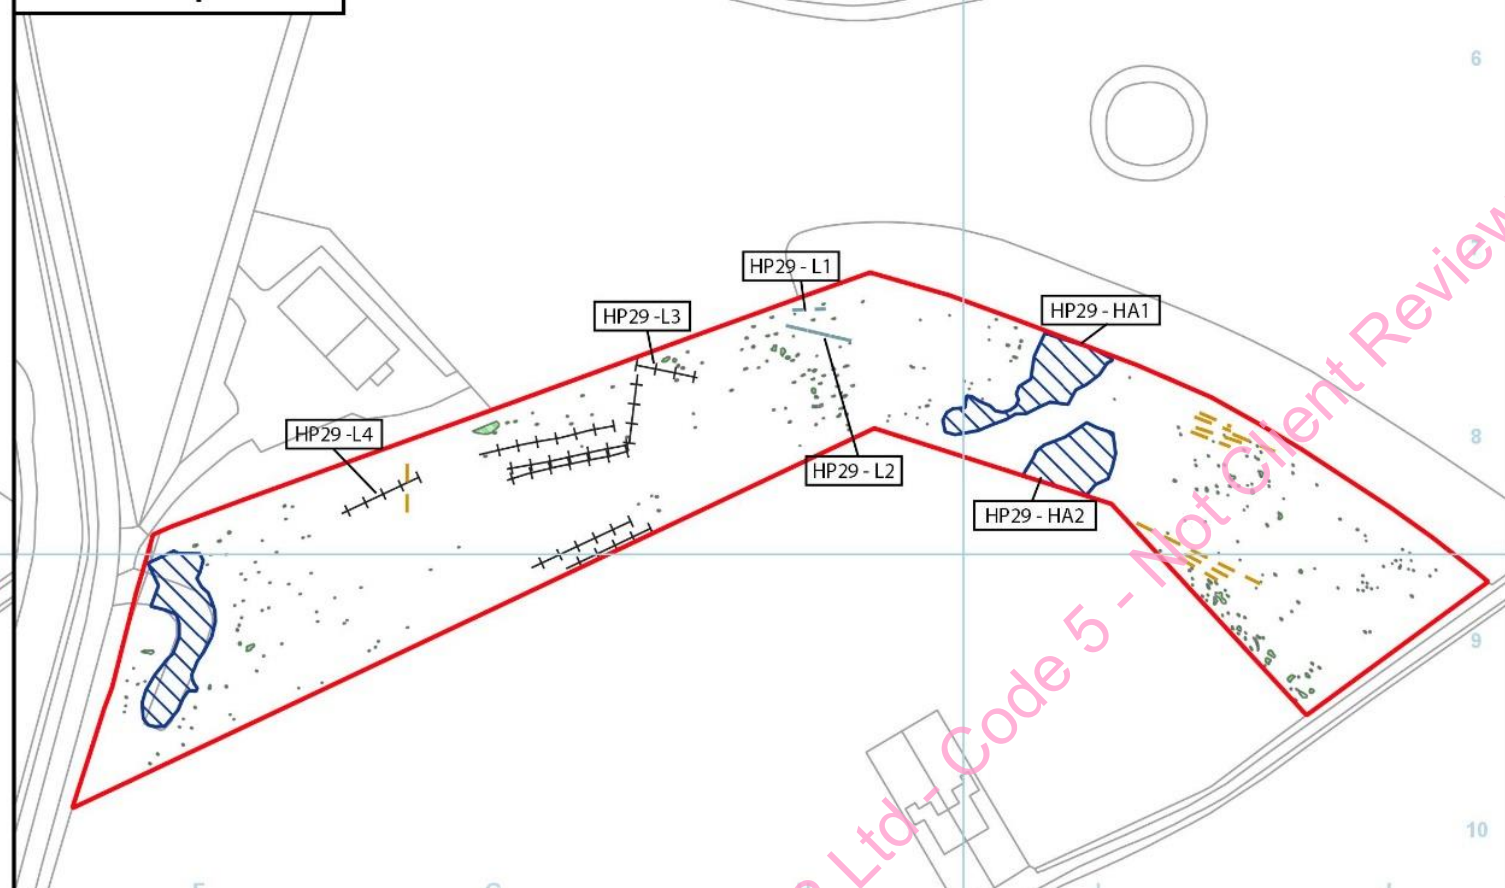 6
HP29 - L1
HP29 -L3
HP29 - HA1
HP29 -L4
8
HP29 - L2
HP29 - HA2
9
10
Ltd - Code 5 - Not Client Review